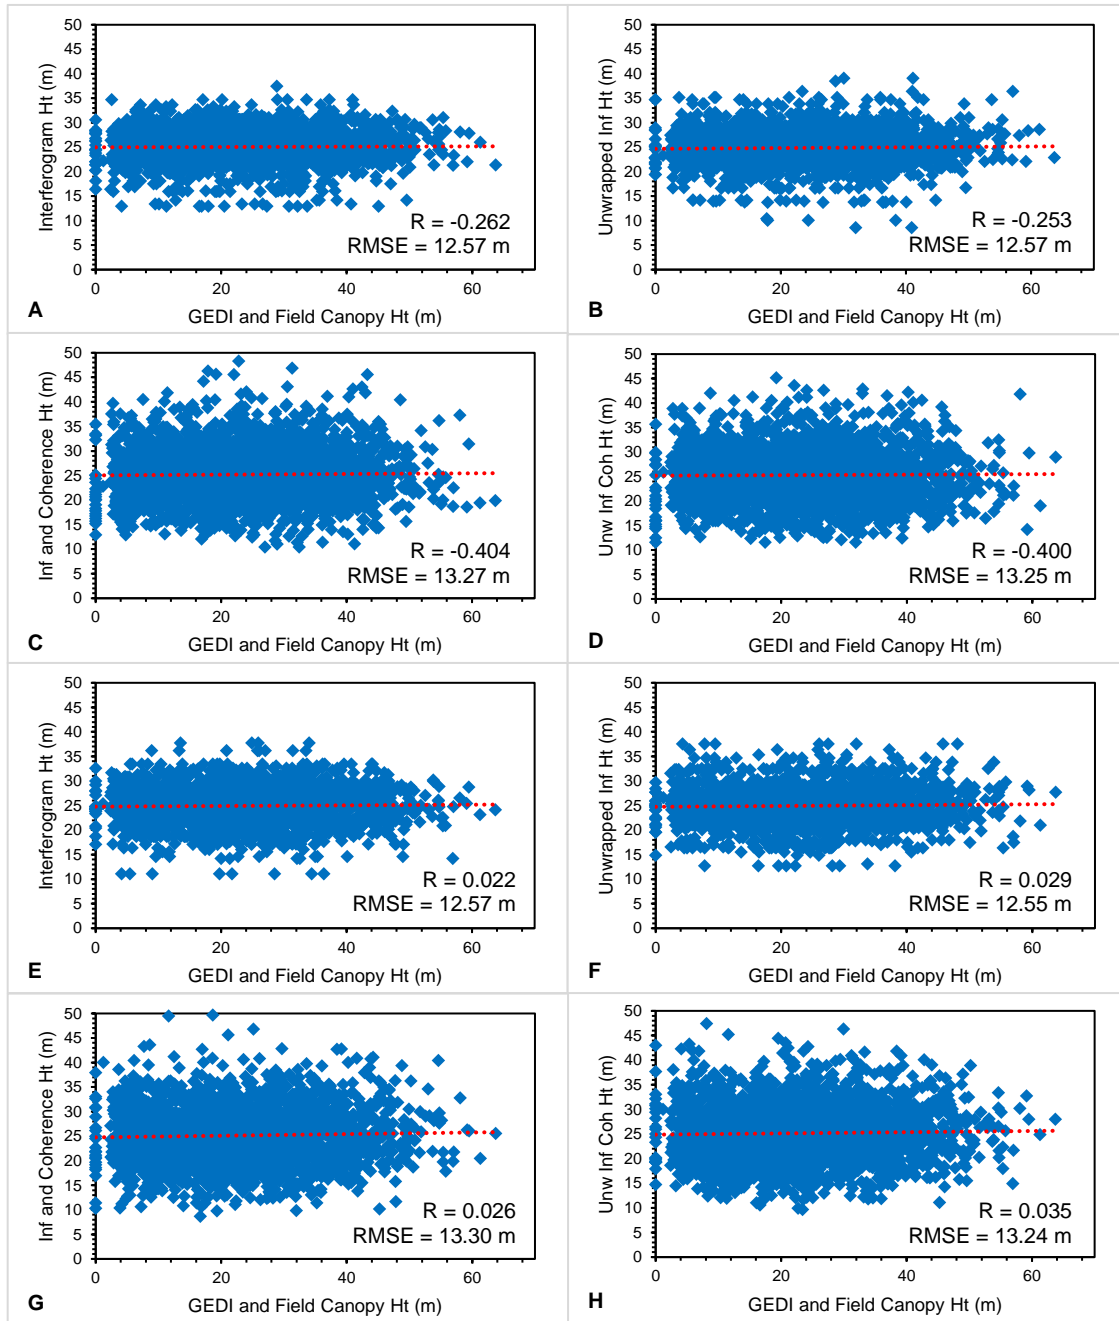 50
45
40
35
30
25
20
15
10
5
0
Interferogram Ht (m)
R = -0.262
RMSE = 12.57 m
0 20 40 60
A GEDI and Field Canopy Ht (m)
50
45
40
35
30
25
20
15
10
5
0
Unwrapped Inf Ht (m)
R = -0.253
RMSE = 12.57 m
0 20 40 60
B GEDI and Field Canopy Ht (m)
50
45
40
35
30
25
20
15
10
5
0
Inf and Coherence Ht (m)
R = -0.404
RMSE = 13.27 m
0 20 40 60
C GEDI and Field Canopy Ht (m)
50
45
40
35
30
25
20
15
10
5
0
Unw Inf Coh Ht (m)
R = -0.400
RMSE = 13.25 m
0 20 40 60
D GEDI and Field Canopy Ht (m)
50
45
40
35
30
25
20
15
10
5
0
Interferogram Ht (m)
R = 0.022
RMSE = 12.57 m
0 20 40 60
E GEDI and Field Canopy Ht (m)
50
45
40
35
30
25
20
15
10
5
0
Unwrapped Inf Ht (m)
R = 0.029
RMSE = 12.55 m
0 20 40 60
F GEDI and Field Canopy Ht (m)
50
45
40
35
30
25
20
15
10
5
0
Inf and Coherence Ht (m)
R = 0.026
RMSE = 13.30 m
0 20 40 60
G GEDI and Field Canopy Ht (m)
50
45
40
35
30
25
20
15
10
5
0
Unw Inf Coh Ht (m)
R = 0.035
RMSE = 13.24 m
0 20 40 60
H GEDI and Field Canopy Ht (m)